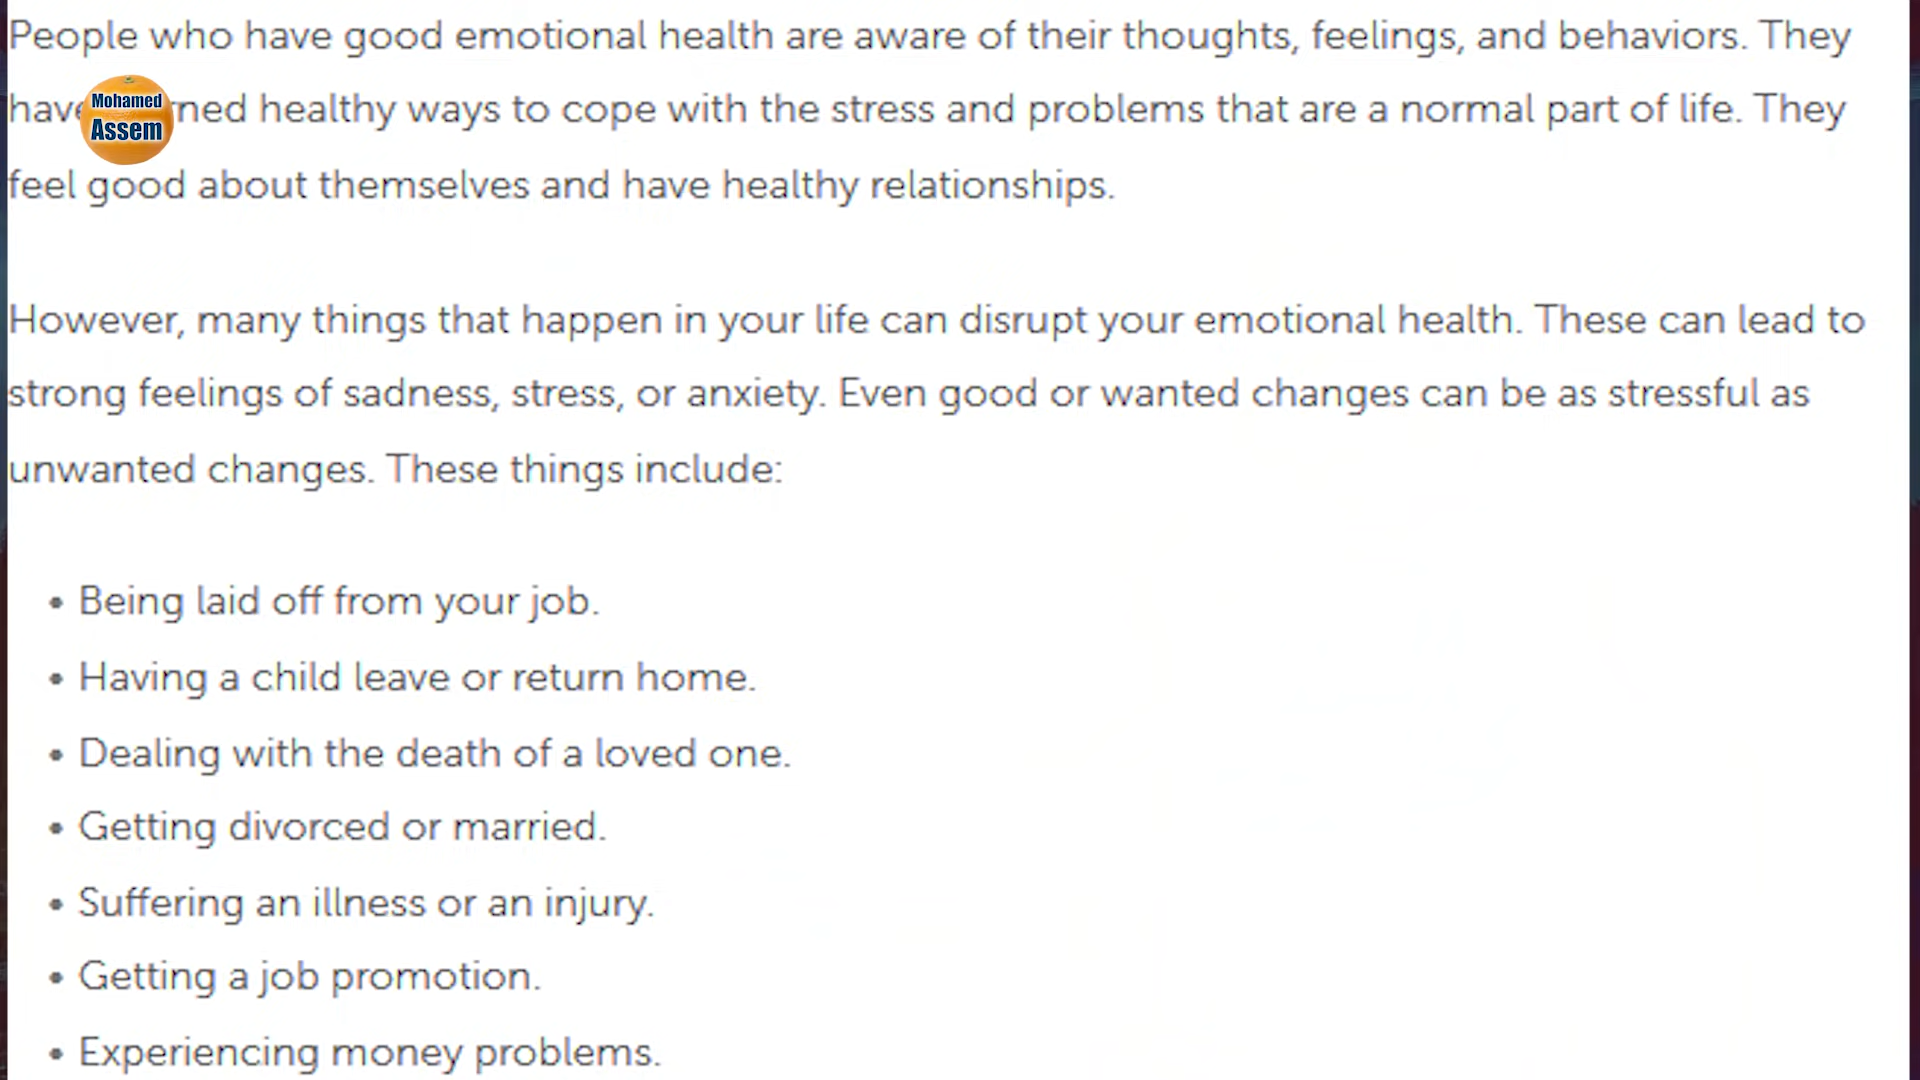 People who have good emotional health are aware of their thoughts, feelings, and behaviors. They
have ned healthy ways to cope with the stress and problems that are a normal part of life. They
Mohamed
Assem
feel good about themselves and have healthy relationships.
However, many things that happen in your life can disrupt your emotional health. These can lead to
strong feelings of sadness, stress, or anxiety. Even good or wanted changes can be as stressful as
unwanted changes. These things include:
• Being laid off from your job.
• Having a child leave or return home.
• Dealing with the death of a loved one.
• Getting divorced or married.
• Suffering an illness or an injury.
• Getting a job promotion.
• Experiencing money problems.